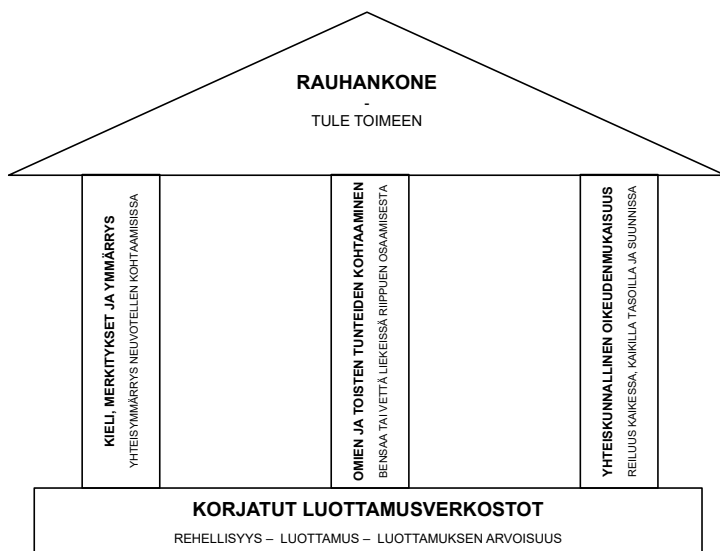 RAUHANKONE
-
TULE TOIMEEN
KIELI, MERKITYKSET JA YMMÄRRYS
YHTEISYMMÄRRYS NEUVOTELLEN KOHTAAMISISSA
OMIEN JA TOISTEN TUNTEIDEN KOHTAAMINEN
BENSAA TAI VETTÄ LIEKEISSÄ RIIPPUEN OSAAMISESTA
YHTEISKUNNALLINEN OIKEUDENMUKAISUUS
REILUUS KAIKESSA, KAIKILLA TASOILLA JA SUUNNISSA
KORJATUT LUOTTAMUSVERKOSTOT
REHELLISYYS – LUOTTAMUS – LUOTTAMUKSEN ARVOISUUS